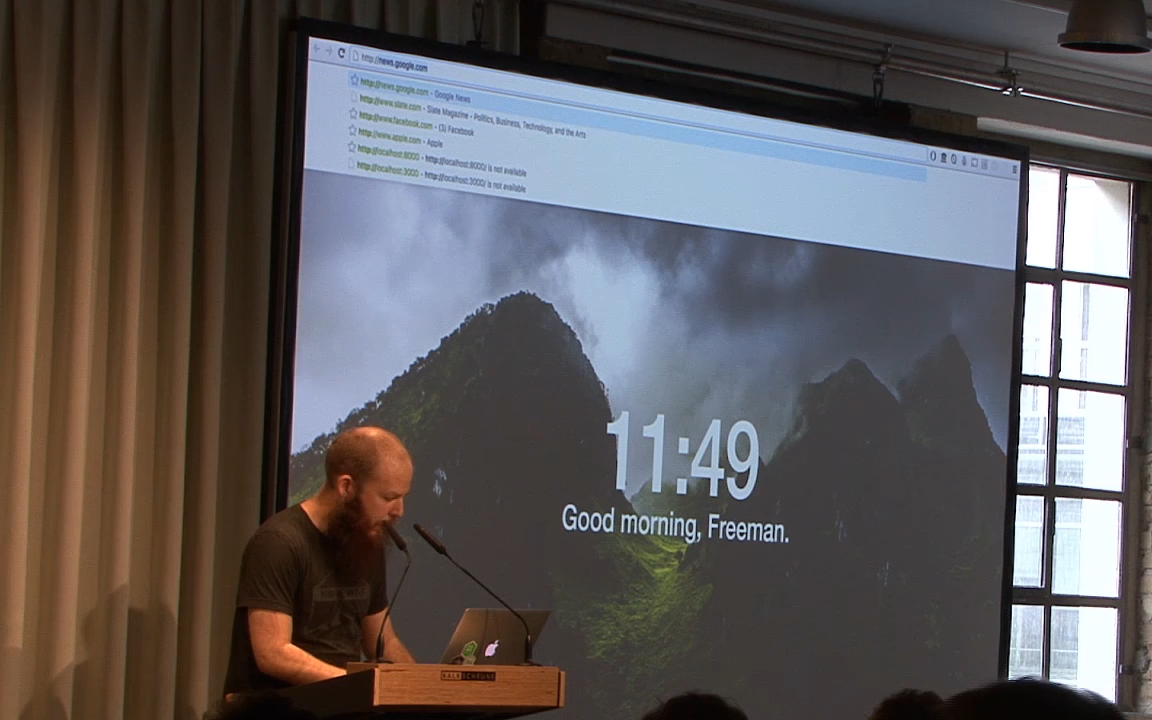 http://news.google.com
http://news.google.com - Google News
http://www.slate.com - Slate Magazine - Politics, Business, Technology, and the Arts
http://www.facebook.com - (3) Facebook
http://www.apple.com - Apple
http://localhost:8000 - http://localhost:8000/ is not available
http://localhost:3000 - http://localhost:3000/ is not available
11:49
Good morning, Freeman.
KALKSCHEUNE